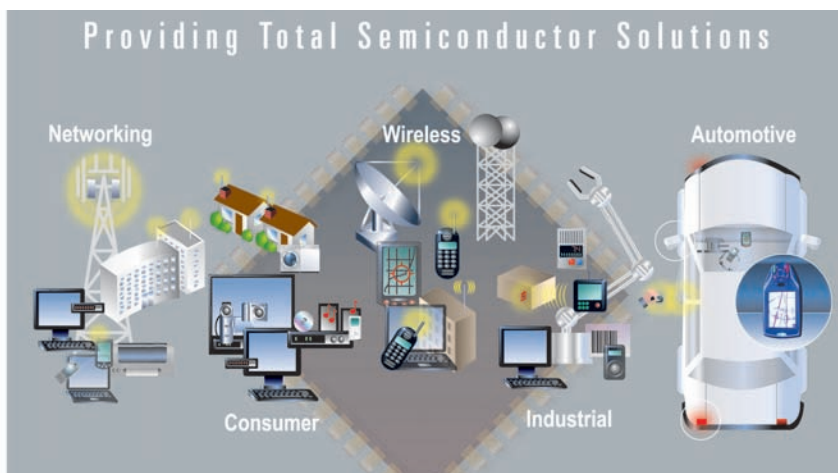 Providing Total Semiconductor Solutions
Networking
Wireless
Automotive
Consumer
Industrial